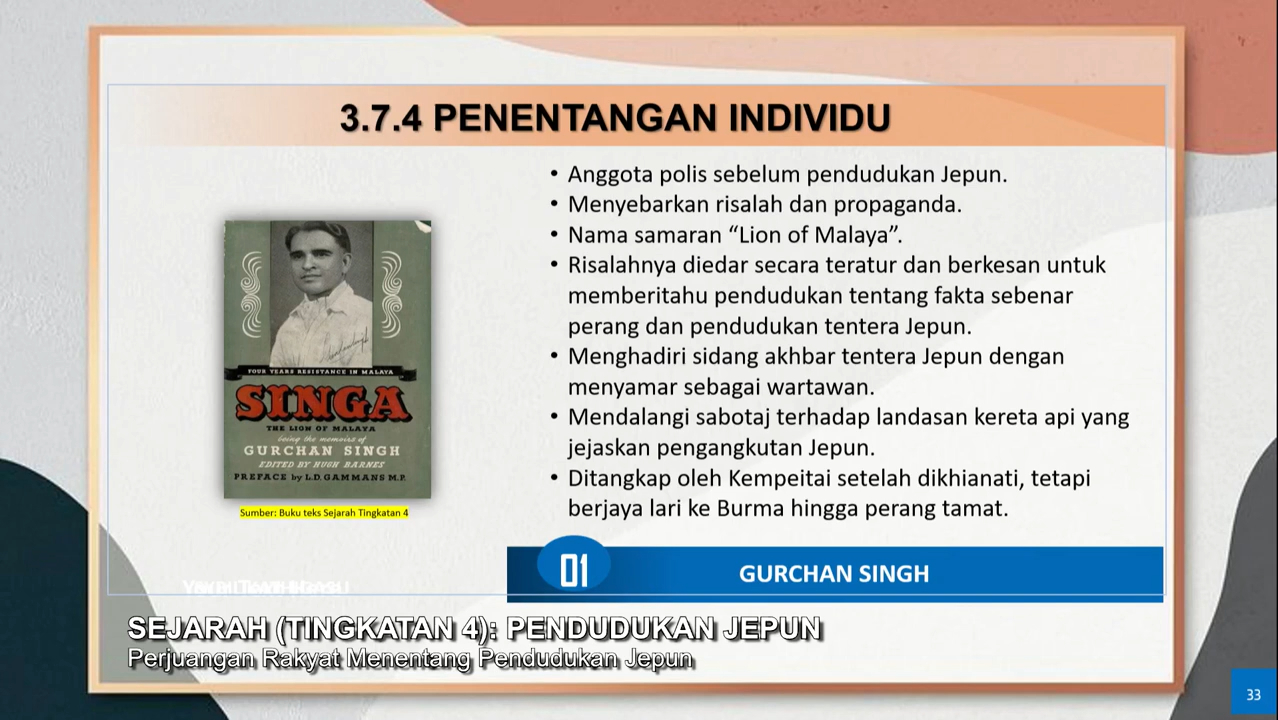 3.7.4 PENENTANGAN INDIVIDU
• Anggota polis sebelum pendudukan Jepun.
• Menyebarkan risalah dan propaganda.
• Nama samaran “Lion of Malaya”.
• Risalahnya diedar secara teratur dan berkesan untuk
memberitahu pendudukan tentang fakta sebenar
perang dan pendudukan tentera Jepun.
• Menghadiri sidang akhbar tentera Jepun dengan
menyamar sebagai wartawan.
• Mendalangi sabotaj terhadap landasan kereta api yang
jejaskan pengangkutan Jepun.
• Ditangkap oleh Kempeitai setelah dikhianati, tetapi
berjaya lari ke Burma hingga perang tamat.
FOUR YEARS RESISTANCE IN MALAYA
SINGA
THE LION OF MALAYA
being the memoirs of
GURCHAN SINGH
EDITED BY HUGH BARNES
PREFACE by L.D. GAMMANS M.P.
Sumber: Buku teks Sejarah Tingkatan 4
01
GURCHAN SINGH
SEJARAH (TINGKATAN 4): PENDUDUKAN JEPUN
Perjuangan Rakyat Menentang Pendudukan Jepun
33